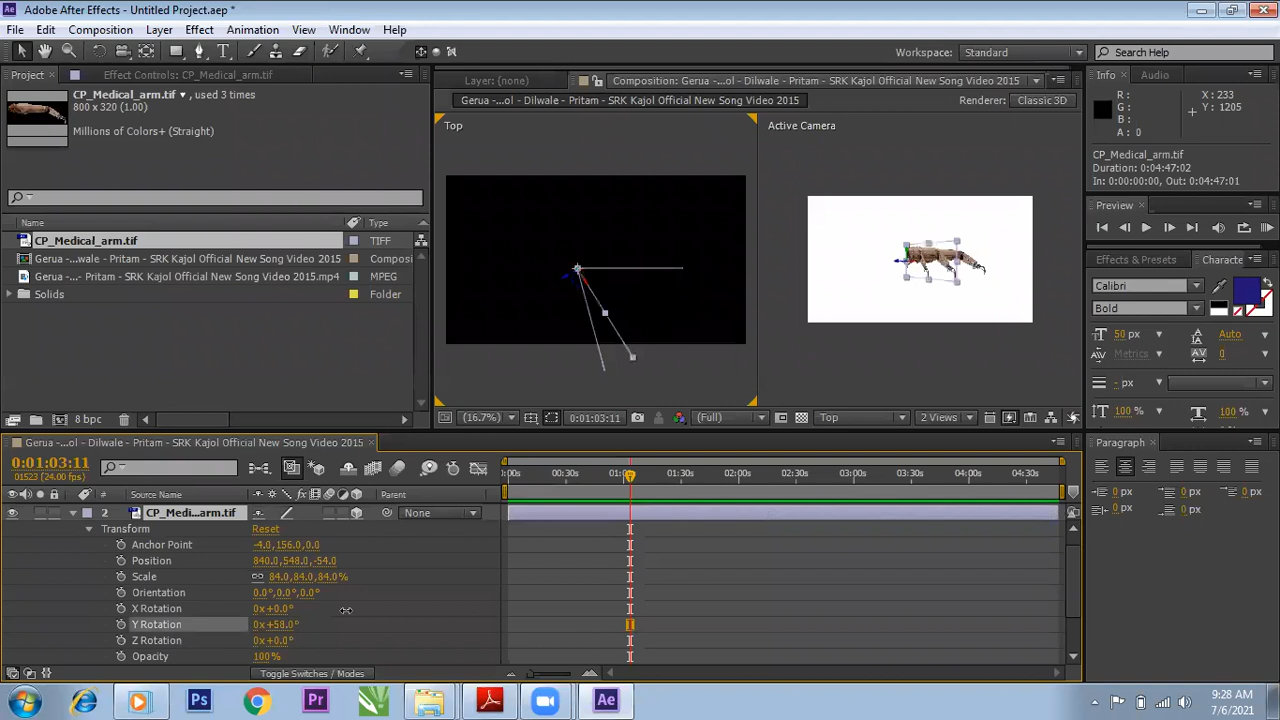 Adobe After Effects - Untitled Project.aep *
File Edit Composition Layer Effect Animation View Window Help
Workspace: Standard Search Help
Project Effect Controls: CP_Medical_arm.tif
CP_Medical_arm.tif ▾ , used 3 times
800 x 320 (1.00)
Millions of Colors+ (Straight)
Name Type
CP_Medical_arm.tif TIFF
Gerua -...wale - Pritam - SRK Kajol Official New Song Video 2015 Composi
Gerua -...- Pritam - SRK Kajol Official New Song Video 2015.mp4 MPEG
Solids Folder
8 bpc
Layer: (none) Composition: Gerua -...ol - Dilwale - Pritam - SRK Kajol Official New Song Video 2015
Gerua -...ol - Dilwale - Pritam - SRK Kajol Official New Song Video 2015 Renderer: Classic 3D
Top Active Camera
(16.7%) 0:01:03:11 (Full) Top 2 Views
Info Audio
R: X: 233
G: Y: 1205
B:
A: 0
CP_Medical_arm.tif
Duration: 0:04:47:02
In: 0:00:00:00, Out: 0:04:47:01
Preview
Effects & Presets Characte
Calibri
Bold
50 px Auto
Metrics 0
- px
100 % 100 %
Paragraph
0 px 0 px 0 px
0 px 0 px
Gerua -...ol - Dilwale - Pritam - SRK Kajol Official New Song Video 2015
0:01:03:11
01523 (24.00 fps)
:00s 00:30s 01:0 01:30s 02:00s 02:30s 03:00s 03:30s 04:00s 04:30s
# Source Name Parent
2 CP_Medi...arm.tif None
Transform Reset
Anchor Point -4.0,156.0,0.0
Position 840.0,548.0,-54.0
Scale 84.0,84.0,84.0%
Orientation 0.0°,0.0°,0.0°
X Rotation 0x+0.0°
Y Rotation 0x+58.0°
Z Rotation 0x+0.0°
Opacity 100%
Toggle Switches / Modes
Ps Pr Ae
9:28 AM
7/6/2021